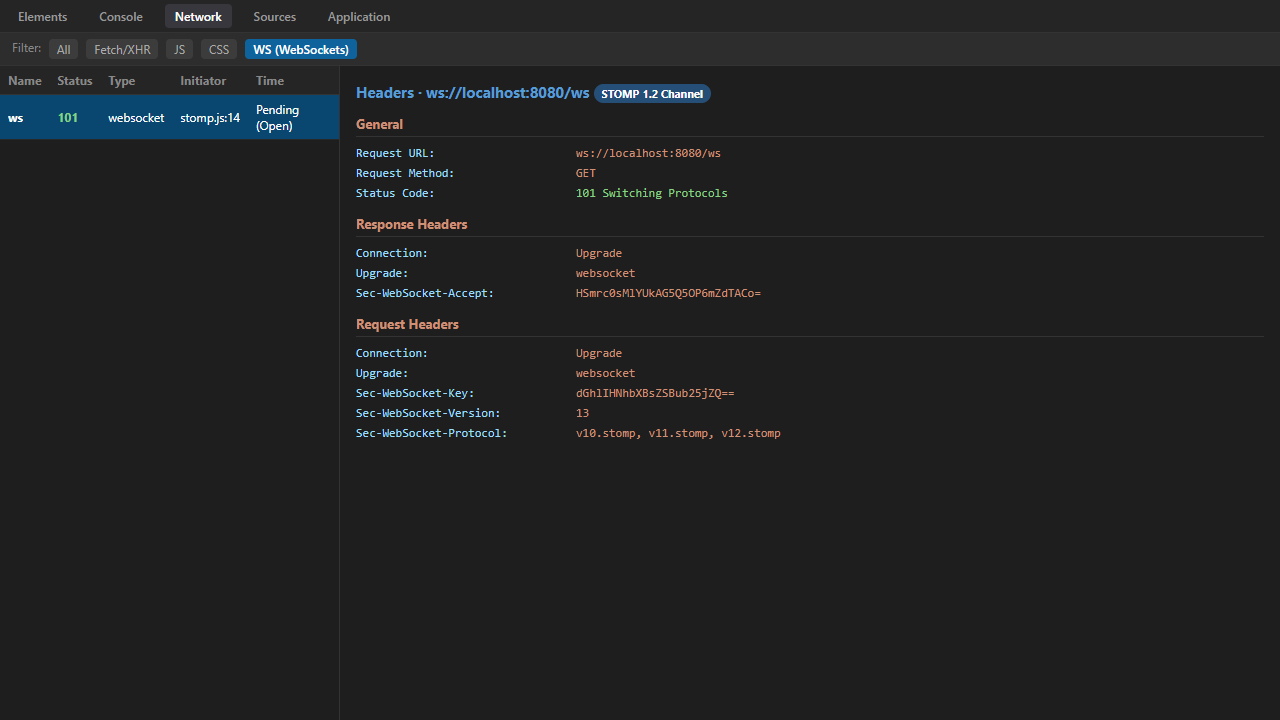 Elements Console Network Sources Application
Filter: All Fetch/XHR JS CSS WS (WebSockets)
Name Status Type Initiator Time
ws 101 websocket stomp.js:14 Pending (Open)
Headers · ws://localhost:8080/ws STOMP 1.2 Channel
General
Request URL: ws://localhost:8080/ws
Request Method: GET
Status Code: 101 Switching Protocols
Response Headers
Connection: Upgrade
Upgrade: websocket
Sec-WebSocket-Accept: HSmrc0sMlYUkAG5Q5OP6mZdTACo=
Request Headers
Connection: Upgrade
Upgrade: websocket
Sec-WebSocket-Key: dGhlIHNhbXBsZSBub25jZQ==
Sec-WebSocket-Version: 13
Sec-WebSocket-Protocol: v10.stomp, v11.stomp, v12.stomp